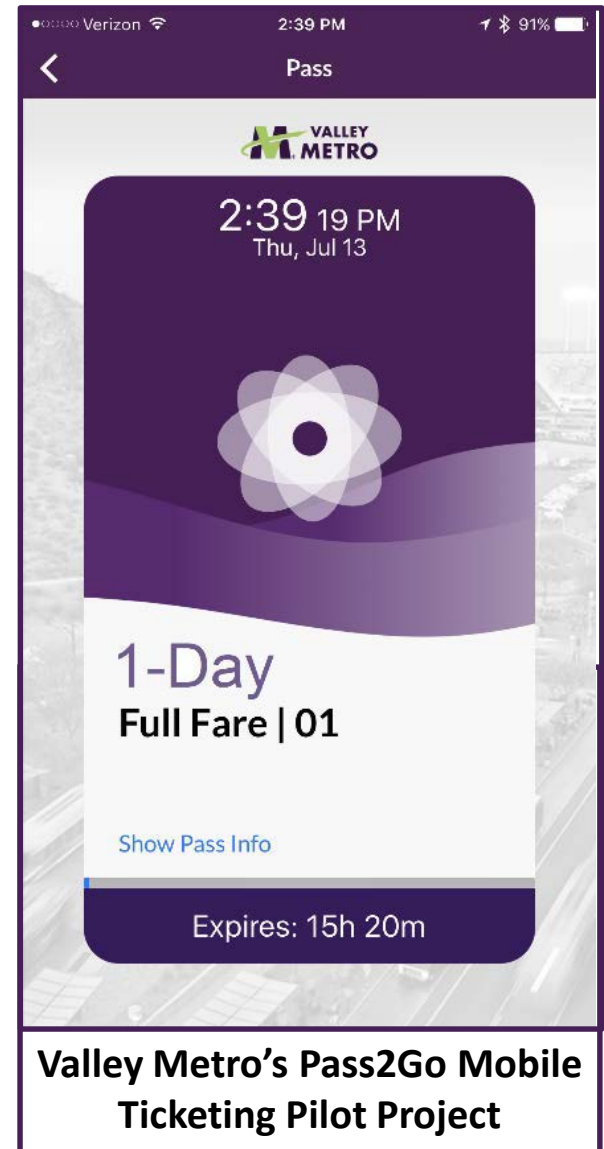 Verizon 2:39 PM 91%
Pass
VALLEY
METRO
2:39 19 PM
Thu, Jul 13
1-Day
Full Fare | 01
Show Pass Info
Expires: 15h 20m
Valley Metro’s Pass2Go Mobile
Ticketing Pilot Project